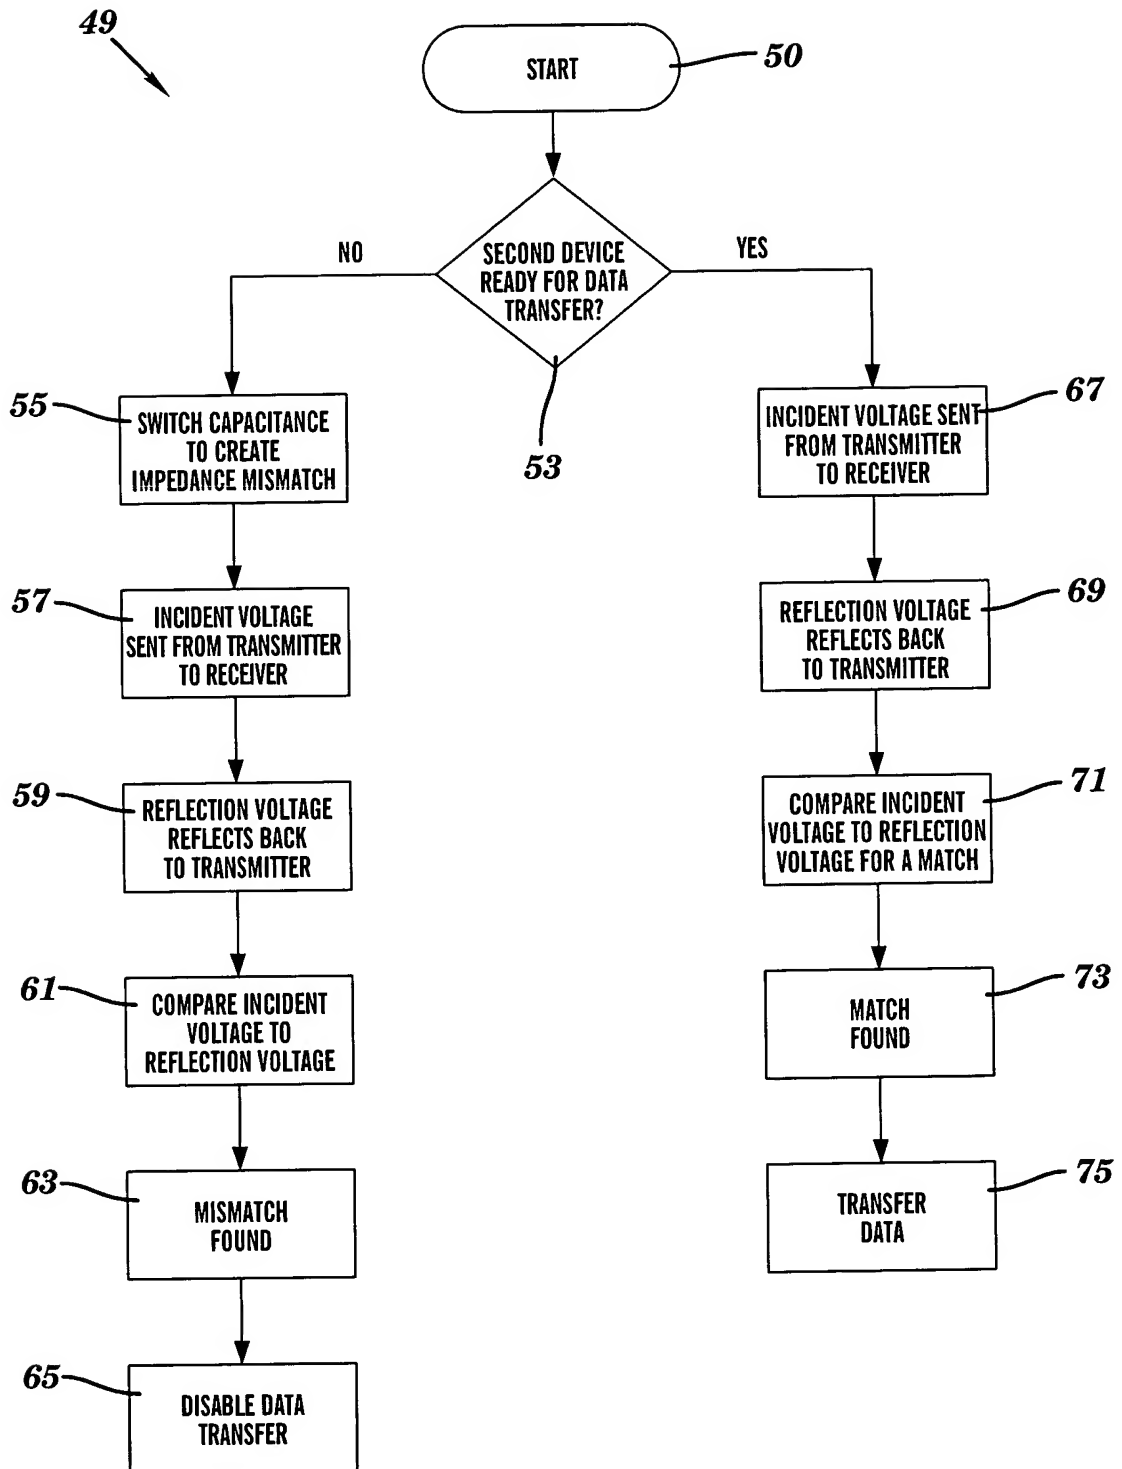 49
START
50
NO
SECOND DEVICE
READY FOR DATA
TRANSFER?
YES
53
55
SWITCH CAPACITANCE
TO CREATE
IMPEDANCE MISMATCH
57
INCIDENT VOLTAGE
SENT FROM TRANSMITTER
TO RECEIVER
59
REFLECTION VOLTAGE
REFLECTS BACK
TO TRANSMITTER
61
COMPARE INCIDENT
VOLTAGE TO
REFLECTION VOLTAGE
63
MISMATCH
FOUND
65
DISABLE DATA
TRANSFER
67
INCIDENT VOLTAGE SENT
FROM TRANSMITTER
TO RECEIVER
69
REFLECTION VOLTAGE
REFLECTS BACK
TO TRANSMITTER
71
COMPARE INCIDENT
VOLTAGE TO REFLECTION
VOLTAGE FOR A MATCH
73
MATCH
FOUND
75
TRANSFER
DATA